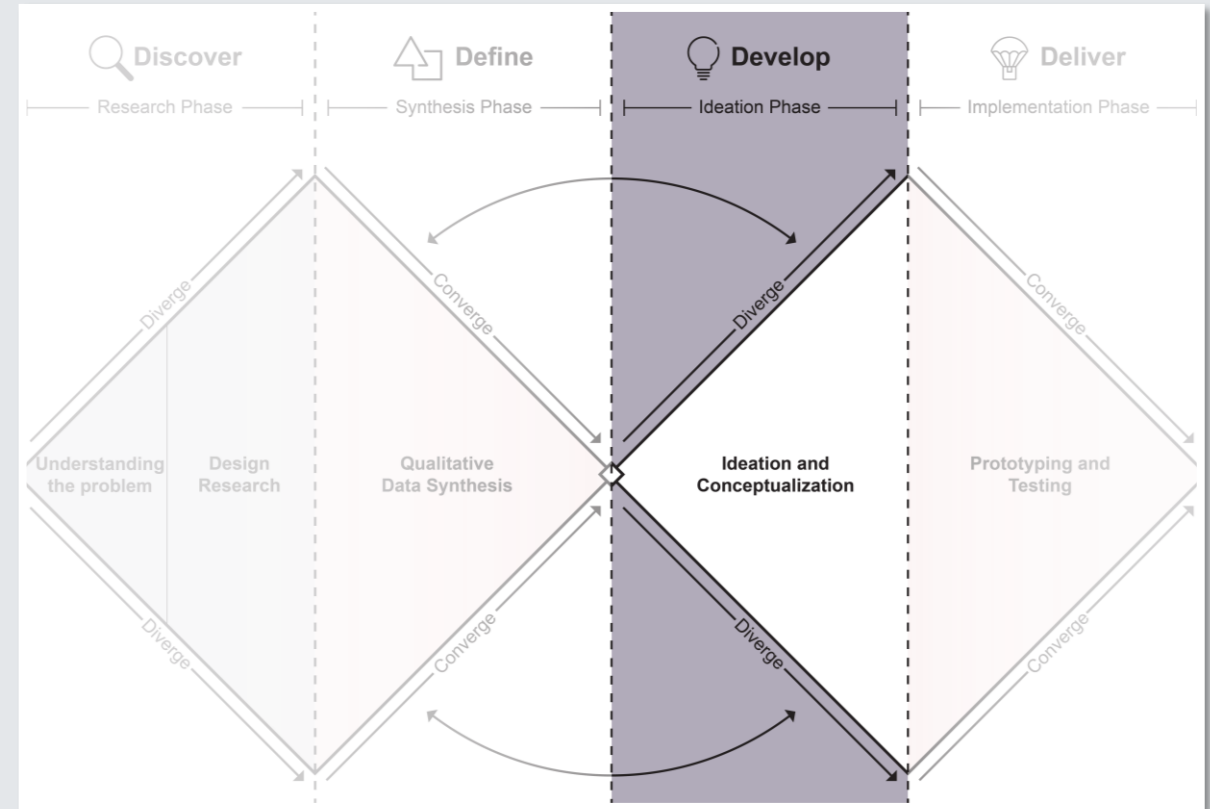 Discover
Define
Develop
Deliver
Research Phase
Synthesis Phase
Ideation Phase
Implementation Phase
Diverge
Converge
Diverge
Converge
Understanding
the problem
Design
Research
Qualitative
Data Synthesis
Ideation and
Conceptualization
Prototyping and
Testing
Diverge
Converge
Diverge
Converge